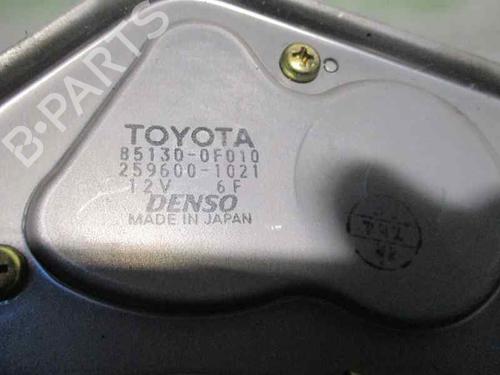 TOYOTA
85130-0F010
259600-1021
12V 6F
DENSO
MADE IN JAPAN
B-PARTS